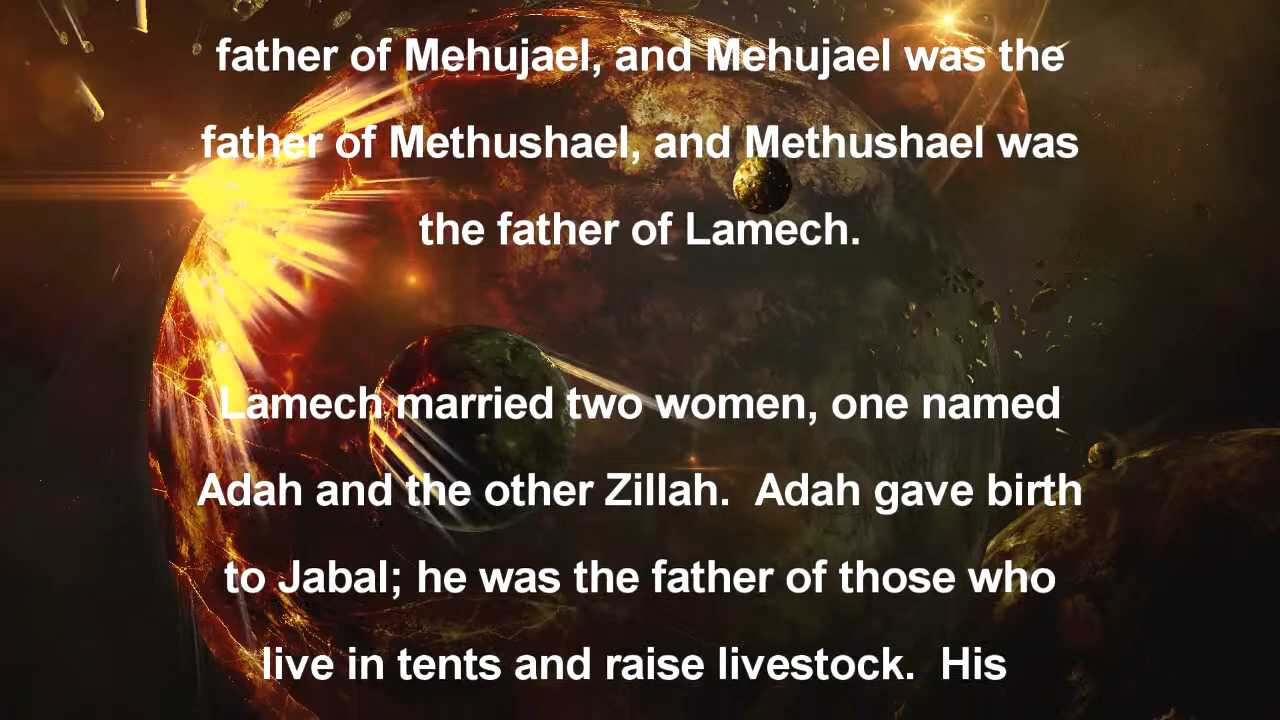 father of Mehujael, and Mehujael was the
father of Methushael, and Methushael was
the father of Lamech.
Lamech married two women, one named
Adah and the other Zillah.  Adah gave birth
to Jabal; he was the father of those who
live in tents and raise livestock.  His